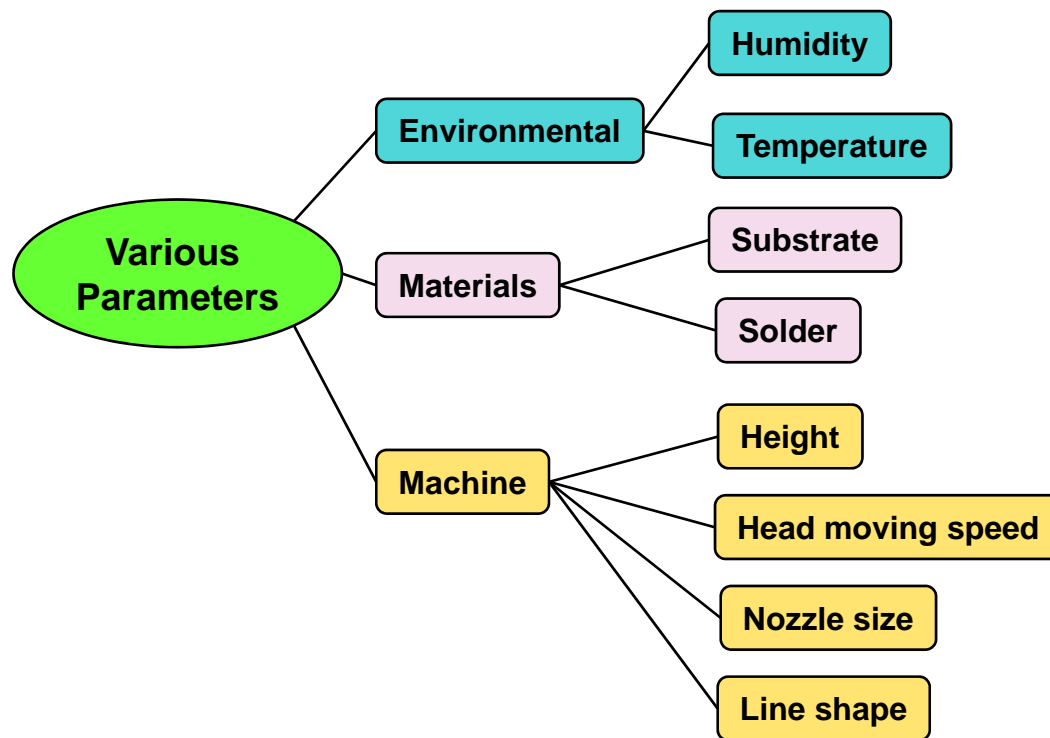 Various
Parameters
Environmental
Humidity
Temperature
Materials
Substrate
Solder
Machine
Height
Head moving speed
Nozzle size
Line shape